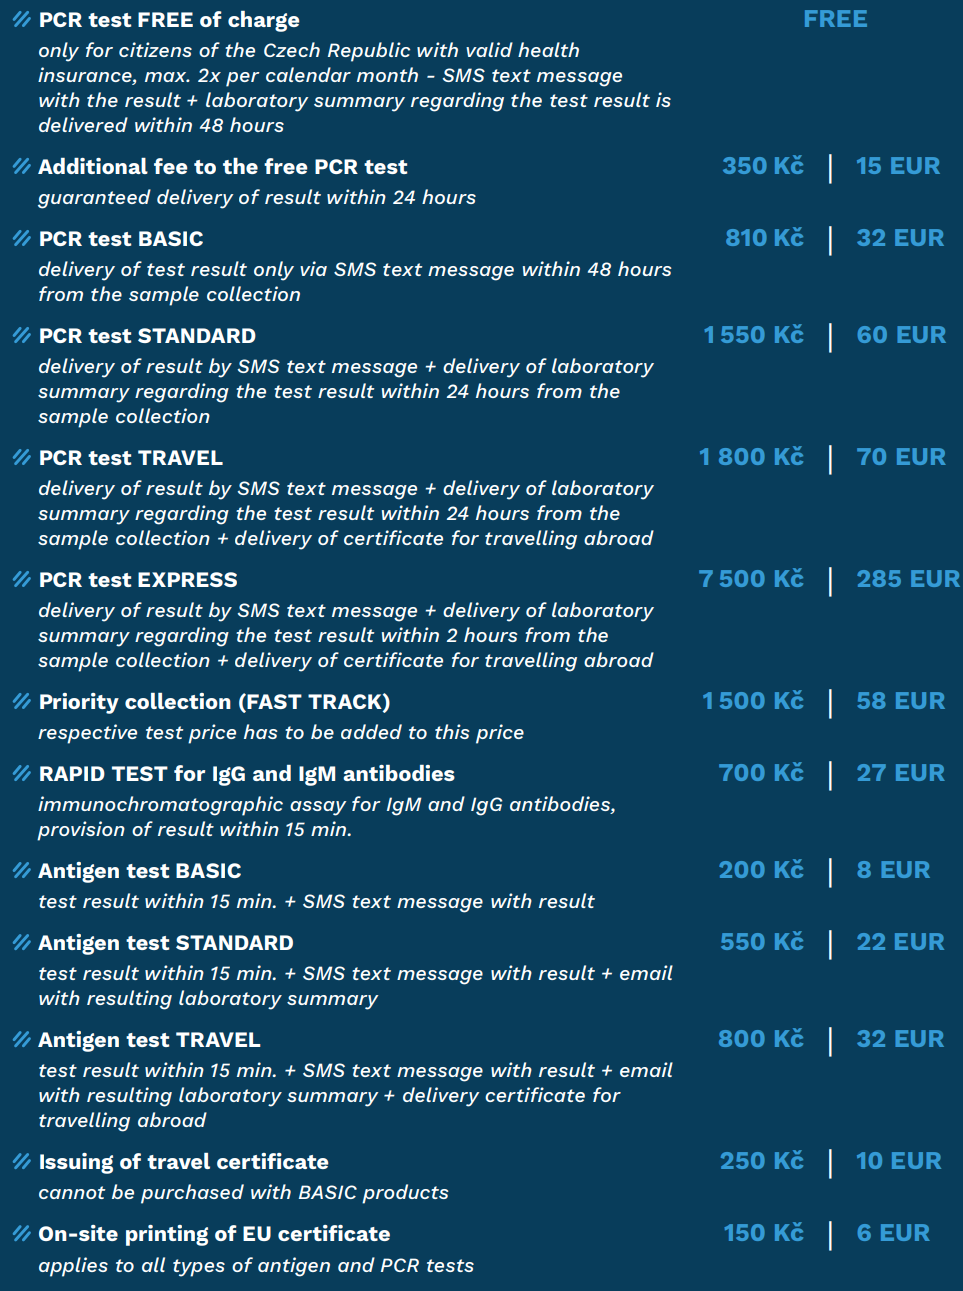 PCR test FREE of charge FREE
only for citizens of the Czech Republic with valid health
insurance, max. 2x per calendar month - SMS text message
with the result + laboratory summary regarding the test result is
delivered within 48 hours
Additional fee to the free PCR test 350 Kč | 15 EUR
guaranteed delivery of result within 24 hours
PCR test BASIC 810 Kč | 32 EUR
delivery of test result only via SMS text message within 48 hours
from the sample collection
PCR test STANDARD 1 550 Kč | 60 EUR
delivery of result by SMS text message + delivery of laboratory
summary regarding the test result within 24 hours from the
sample collection
PCR test TRAVEL 1 800 Kč | 70 EUR
delivery of result by SMS text message + delivery of laboratory
summary regarding the test result within 24 hours from the
sample collection + delivery of certificate for travelling abroad
PCR test EXPRESS 7 500 Kč | 285 EUR
delivery of result by SMS text message + delivery of laboratory
summary regarding the test result within 2 hours from the
sample collection + delivery of certificate for travelling abroad
Priority collection (FAST TRACK) 1 500 Kč | 58 EUR
respective test price has to be added to this price
RAPID TEST for IgG and IgM antibodies 700 Kč | 27 EUR
immunochromatographic assay for IgM and IgG antibodies,
provision of result within 15 min.
Antigen test BASIC 200 Kč | 8 EUR
test result within 15 min. + SMS text message with result
Antigen test STANDARD 550 Kč | 22 EUR
test result within 15 min. + SMS text message with result + email
with resulting laboratory summary
Antigen test TRAVEL 800 Kč | 32 EUR
test result within 15 min. + SMS text message with result + email
with resulting laboratory summary + delivery certificate for
travelling abroad
Issuing of travel certificate 250 Kč | 10 EUR
cannot be purchased with BASIC products
On-site printing of EU certificate 150 Kč | 6 EUR
applies to all types of antigen and PCR tests